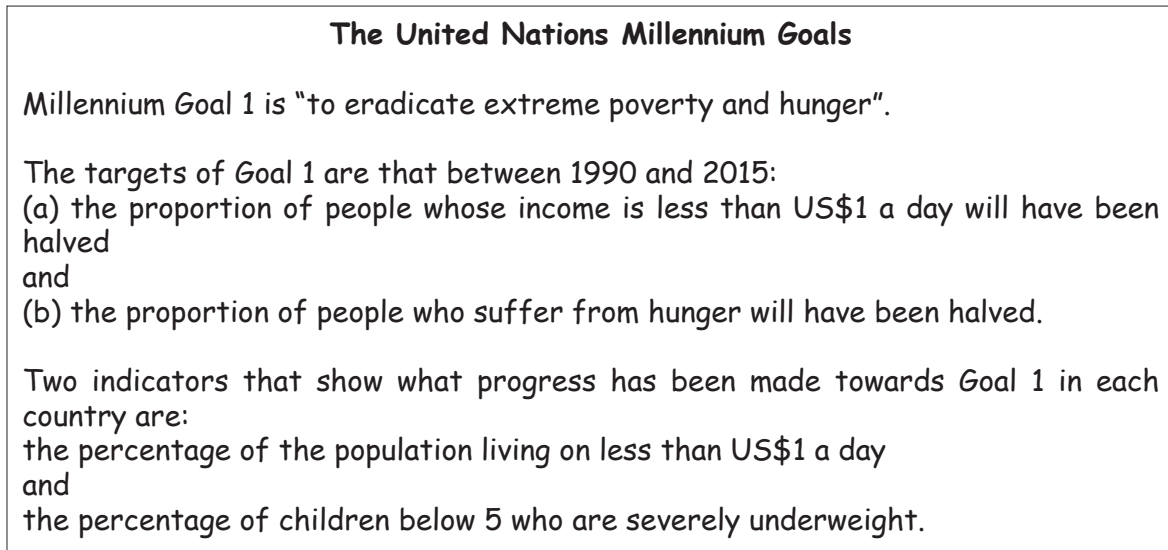 The United Nations Millennium Goals
Millennium Goal 1 is “to eradicate extreme poverty and hunger”.
The targets of Goal 1 are that between 1990 and 2015:
(a) the proportion of people whose income is less than US$1 a day will have been
halved
and
(b) the proportion of people who suffer from hunger will have been halved.
Two indicators that show what progress has been made towards Goal 1 in each
country are:
the percentage of the population living on less than US$1 a day
and
the percentage of children below 5 who are severely underweight.